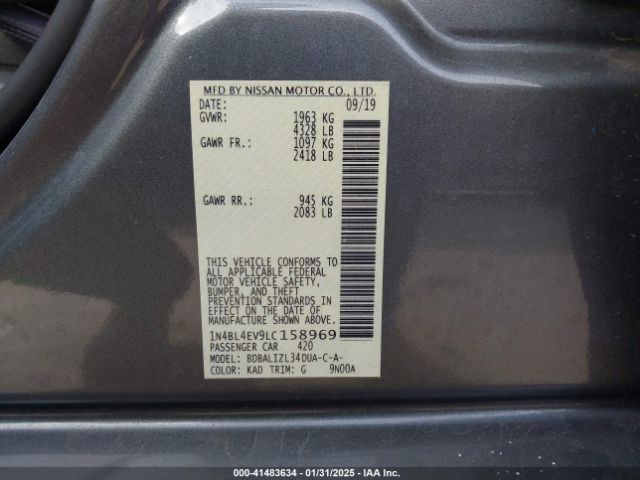 MFD BY NISSAN MOTOR CO., LTD
DATE: 09/19
GVWR: 1963 KG
4328 LB
GAWR FR.: 1097 KG
2418 LB
GAWR RR.: 945 KG
2083 LB
THIS VEHICLE CONFORMS TO
ALL APPLICABLE FEDERAL
MOTOR VEHICLE SAFETY,
BUMPER, AND THEFT
PREVENTION STANDARDS IN
EFFECT ON THE DATE OF
MANUFACTURE SHOWN ABOVE.
1N4BL4EV9LC158969
PASSENGER CAR 420
MODEL: BDBALIZL34DUA-C-A-
COLOR: KAD TRIM: G 9N00A
000-41483634 / 01/31/2025 - IAA Inc.